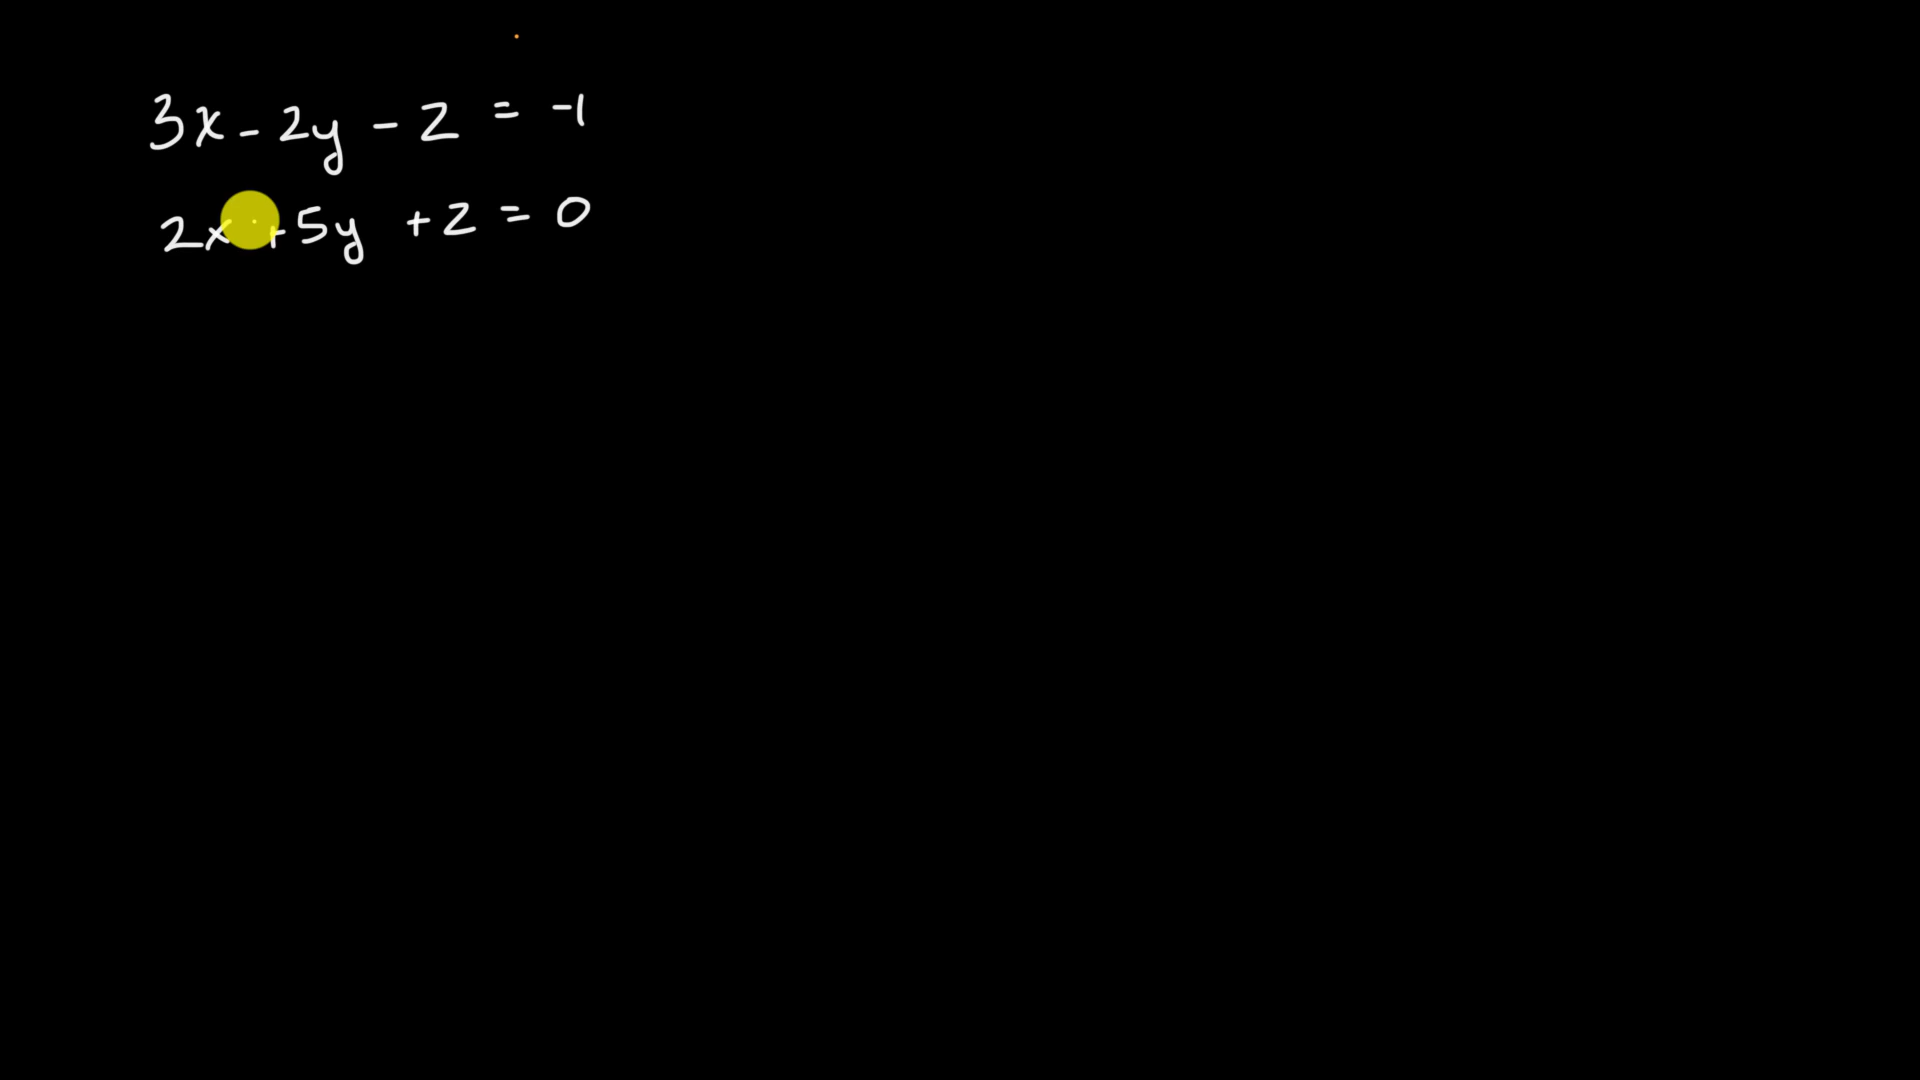 3x - 2y - z = -1
2x + 5y + z = 0